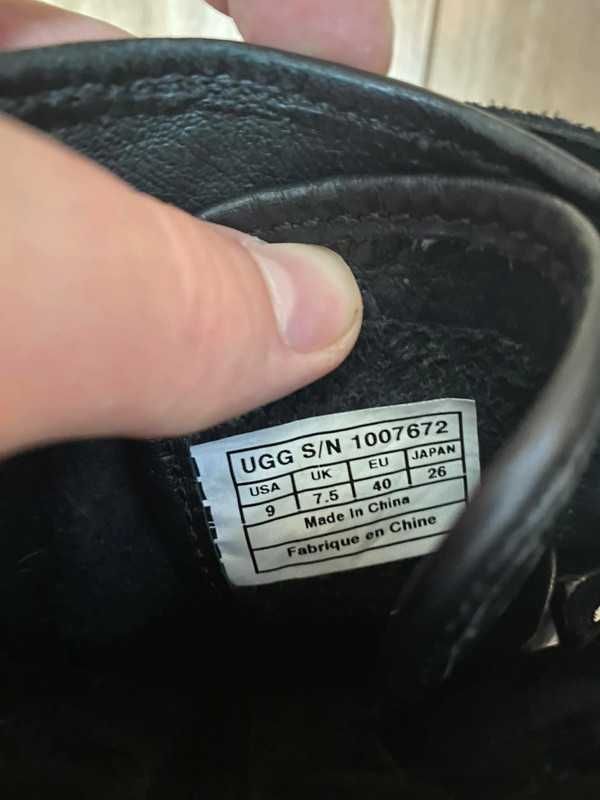 UGG S/N 1007672
USA UK EU JAPAN
9 7.5 40 26
Made In China
Fabrique en Chine